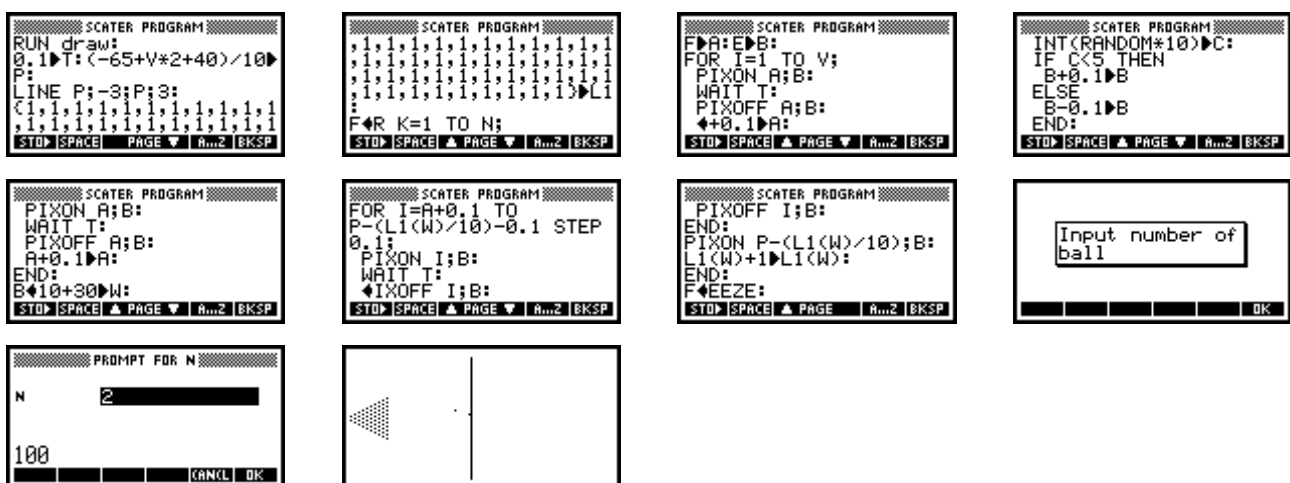 SCATER PROGRAM
RUN draw:
0.1▶T:(-65+V*2+40)/10▶
P:
LINE P;-3;P;3:
{1,1,1,1,1,1,1,1,1,1,1
,1,1,1,1,1,1,1,1,1,1,1
STO▶ SPACE PAGE ▼ A...Z BKSP
SCATER PROGRAM
,1,1,1,1,1,1,1,1,1,1,1
,1,1,1,1,1,1,1,1,1,1,1
,1,1,1,1,1,1,1,1,1,1,1
,1,1,1,1,1,1,1,1,1}▶L1
:
F◆R K=1 TO N;
STO▶ SPACE ▲ PAGE ▼ A...Z BKSP
SCATER PROGRAM
F▶A:E▶B:
FOR I=1 TO V;
PIXON A;B:
WAIT T:
PIXOFF A;B:
◆+0.1▶A:
STO▶ SPACE ▲ PAGE ▼ A...Z BKSP
SCATER PROGRAM
INT(RANDOM*10)▶C:
IF C<5 THEN
B+0.1▶B
ELSE
B-0.1▶B
END:
STO▶ SPACE ▲ PAGE ▼ A...Z BKSP
SCATER PROGRAM
PIXON A;B:
WAIT T:
PIXOFF A;B:
A+0.1▶A:
END:
B◆10+30▶W:
STO▶ SPACE ▲ PAGE ▼ A...Z BKSP
SCATER PROGRAM
FOR I=A+0.1 TO
P-(L1(W)/10)-0.1 STEP
0.1;
PIXON I;B:
WAIT T:
◆IXOFF I;B:
STO▶ SPACE ▲ PAGE ▼ A...Z BKSP
SCATER PROGRAM
PIXOFF I;B:
END:
PIXON P-(L1(W)/10);B:
L1(W)+1▶L1(W):
END:
F◆EEZE:
STO▶ SPACE ▲ PAGE A...Z BKSP
Input number of
ball
OK
PROMPT FOR N
N 2
100
CANCL OK